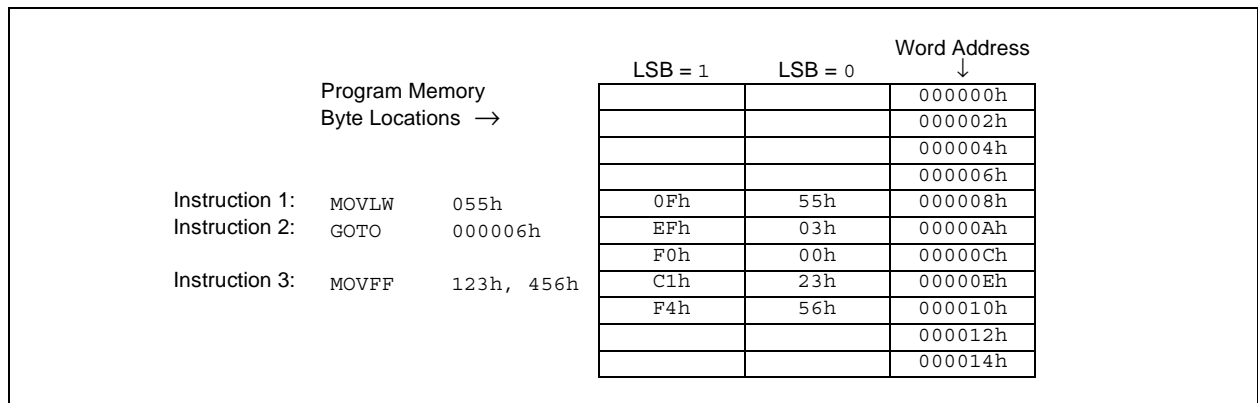 Word Address
LSB = 1 LSB = 0 ↓
Program Memory 000000h
Byte Locations → 000002h
000004h
000006h
Instruction 1: MOVLW 055h 0Fh 55h 000008h
Instruction 2: GOTO 000006h EFh 03h 00000Ah
F0h 00h 00000Ch
Instruction 3: MOVFF 123h, 456h C1h 23h 00000Eh
F4h 56h 000010h
000012h
000014h